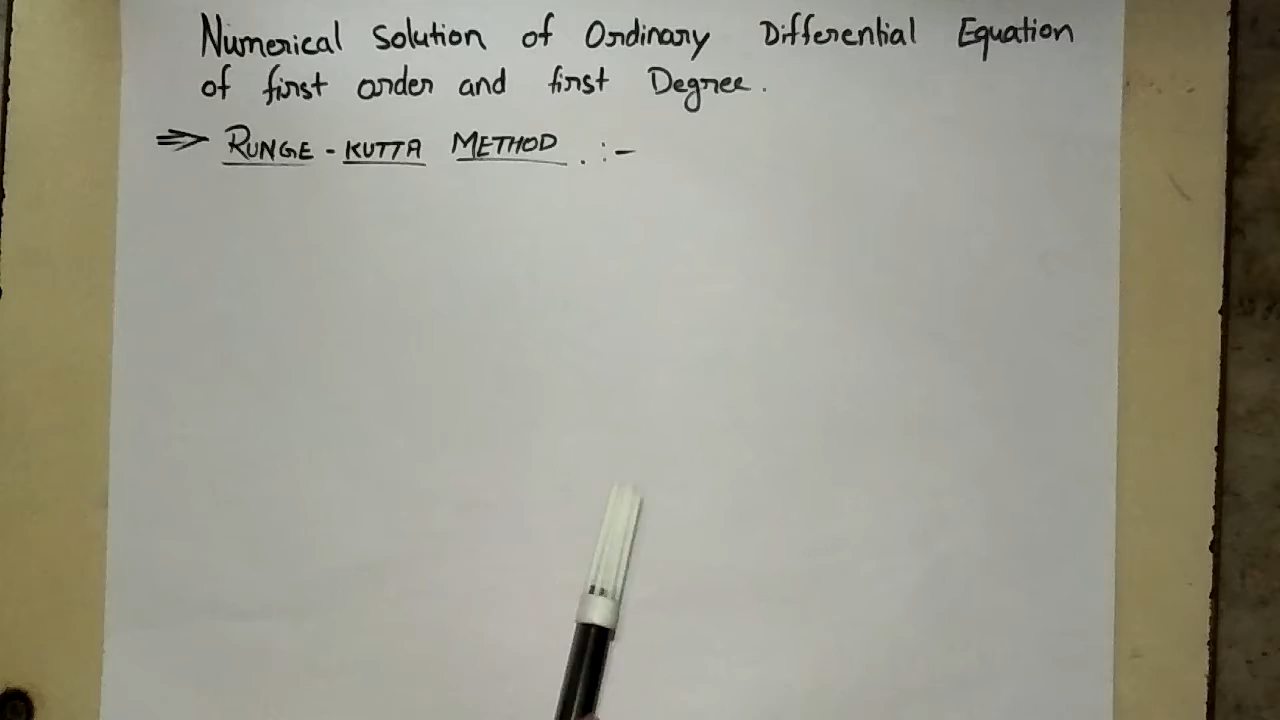 Numerical Solution of Ordinary Differential Equation
of first order and first Degree.
⇒ RUNGE - KUTTA METHOD . :-